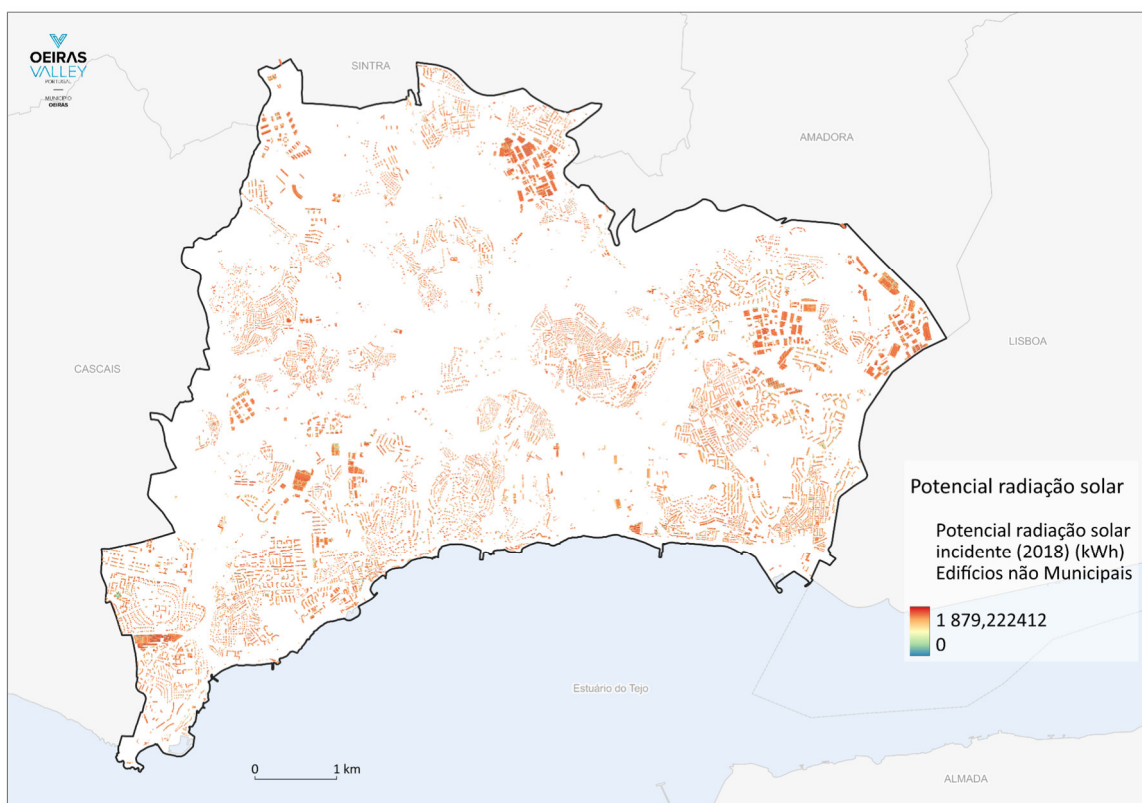 OEIRAS
VALLEY
PORTUGAL
MUNICÍPIO
OEIRAS
SINTRA
AMADORA
LISBOA
CASCAIS
Potencial radiação solar
Potencial radiação solar
incidente (2018) (kWh)
Edifícios não Municipais
1 879,222412
0
Estuário do Tejo
0 1 km
ALMADA